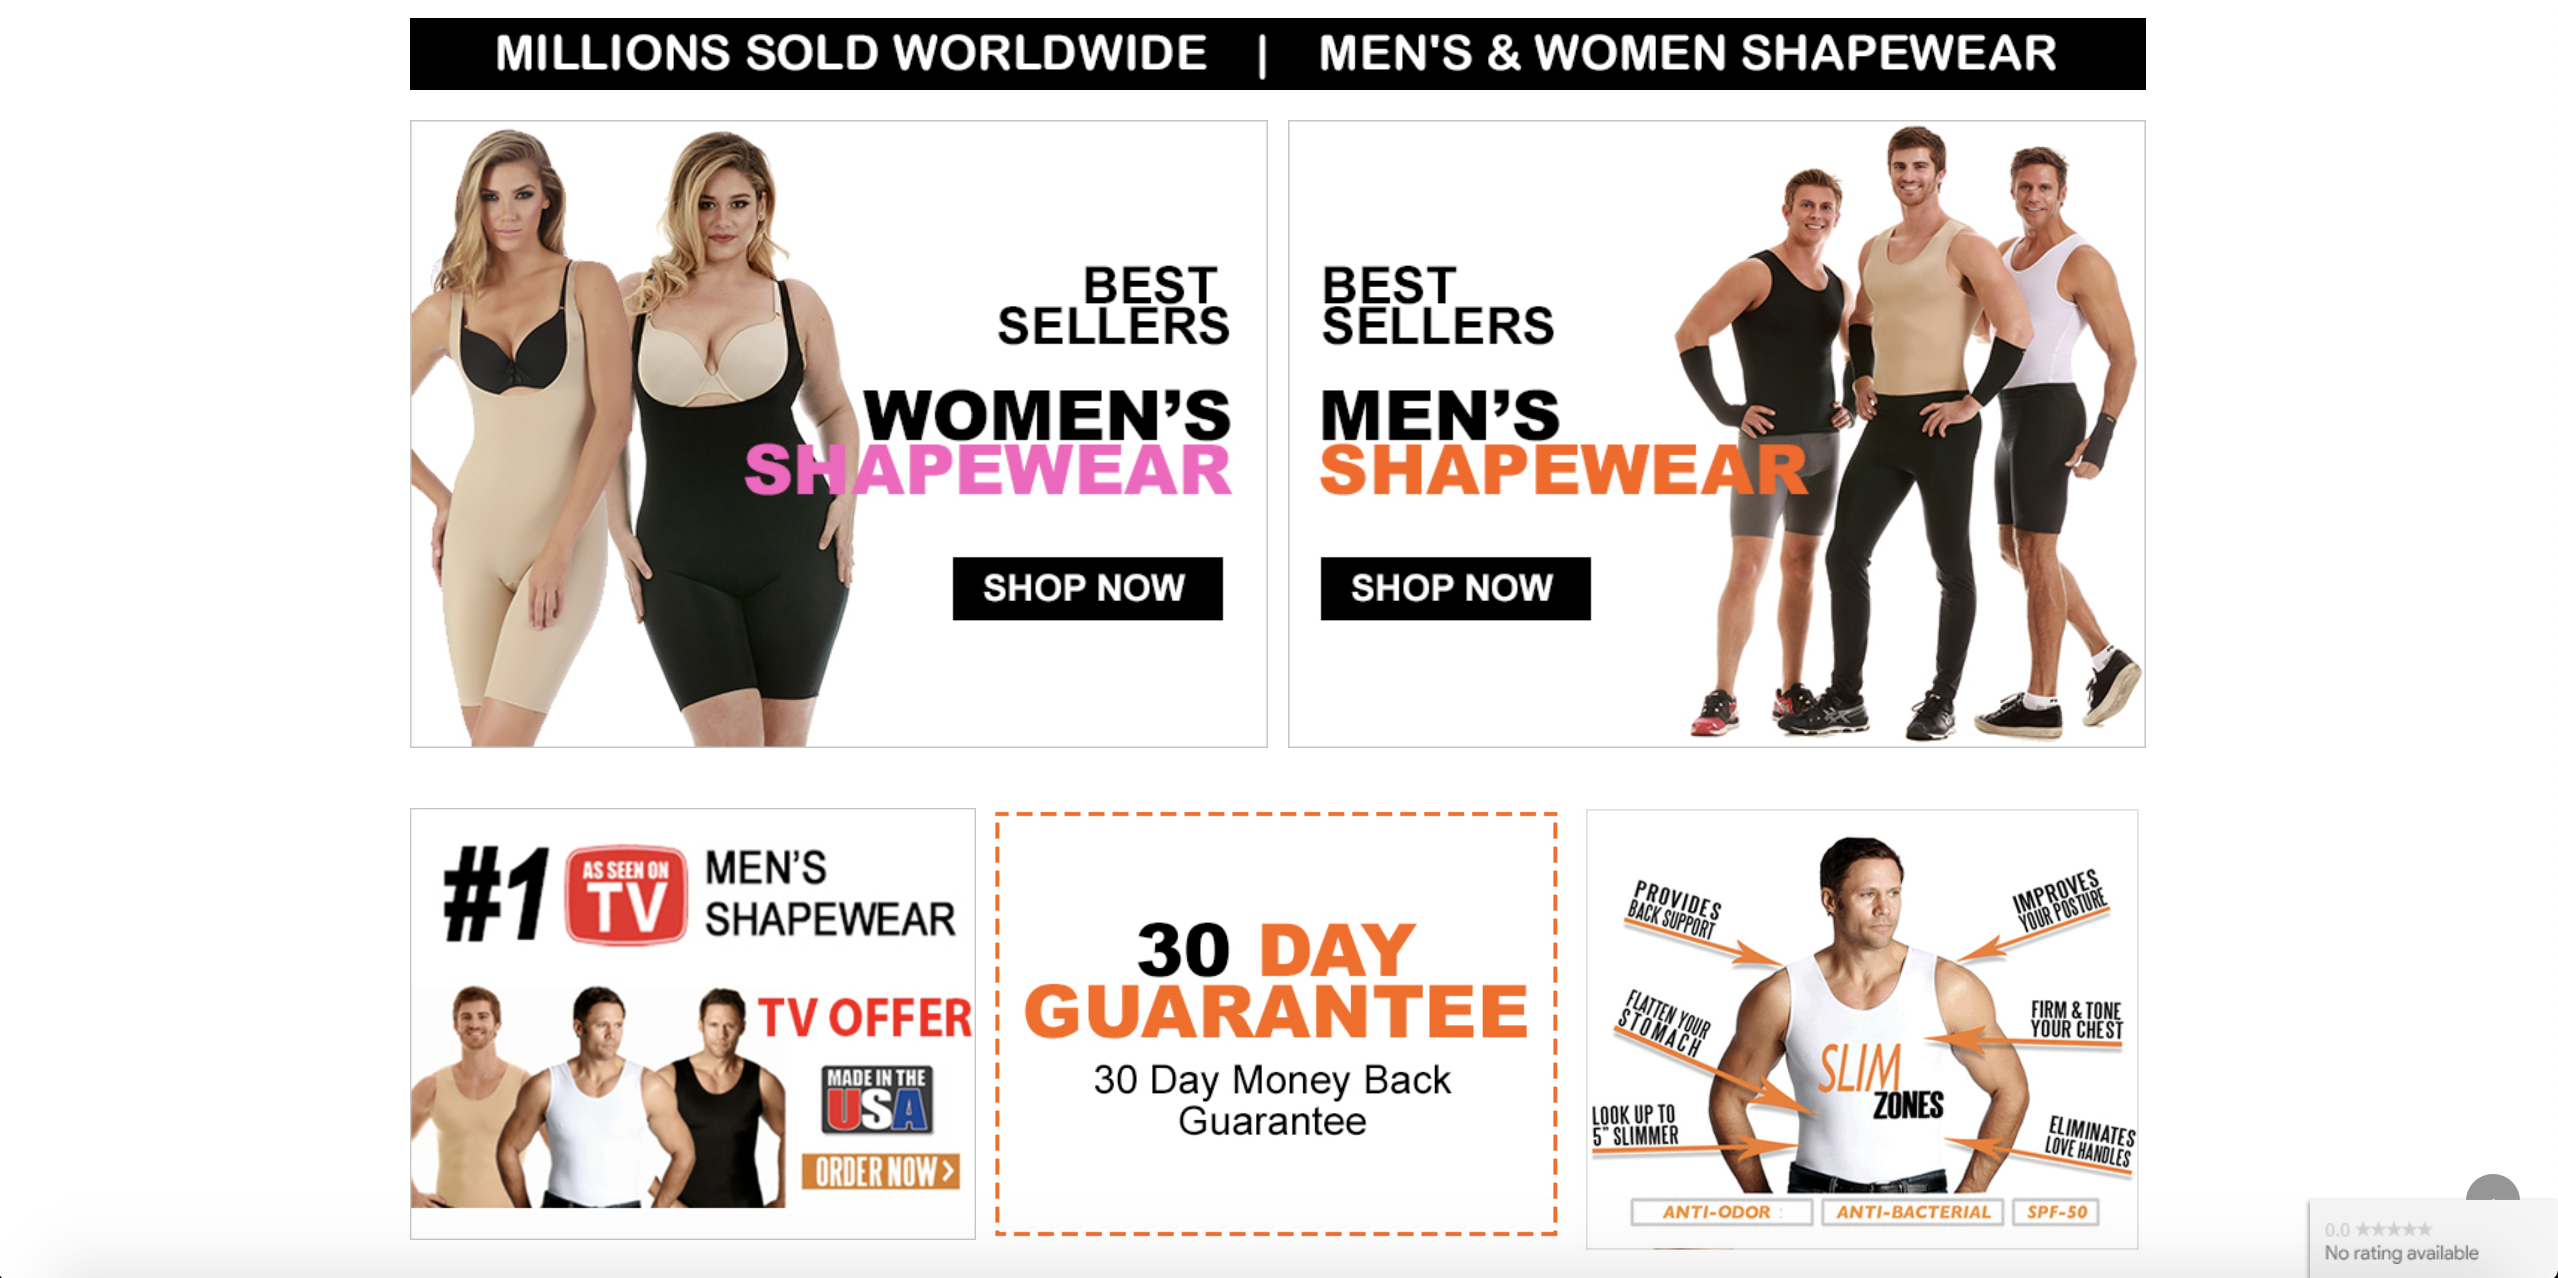 MILLIONS SOLD WORLDWIDE | MEN'S & WOMEN SHAPEWEAR
BEST
SELLERS
WOMEN’S
SHAPEWEAR
SHOP NOW
BEST
SELLERS
MEN’S
SHAPEWEAR
SHOP NOW
#1
AS SEEN ON
TV
MEN’S
SHAPEWEAR
TV OFFER
MADE IN THE
USA
ORDER NOW >
30 DAY
GUARANTEE
30 Day Money Back
Guarantee
PROVIDES
BACK SUPPORT
IMPROVES
YOUR POSTURE
FLATTEN YOUR
STOMACH
FIRM & TONE
YOUR CHEST
SLIM
ZONES
LOOK UP TO
5” SLIMMER
ELIMINATES
LOVE HANDLES
ANTI-ODOR :
ANTI-BACTERIAL
SPF-50
0.0 ★★★★★
No rating available